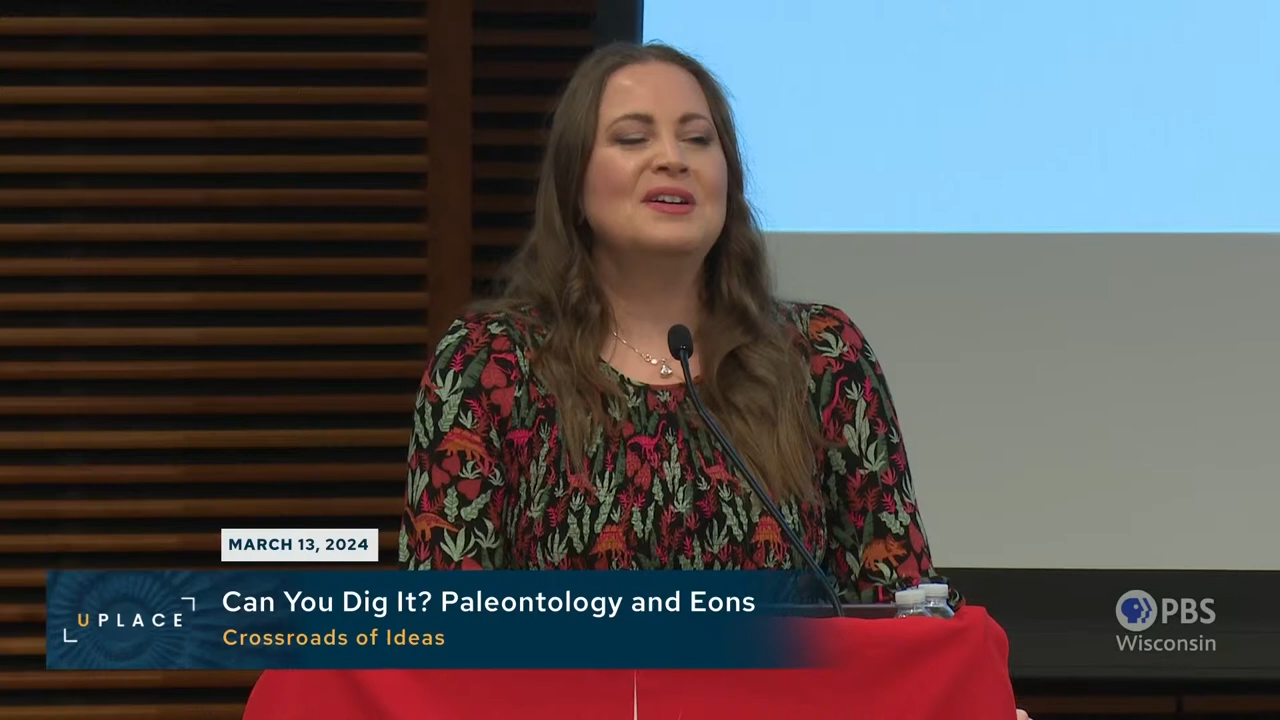 MARCH 13, 2024
UPLACE
Can You Dig It? Paleontology and Eons
Crossroads of Ideas
PBS
Wisconsin